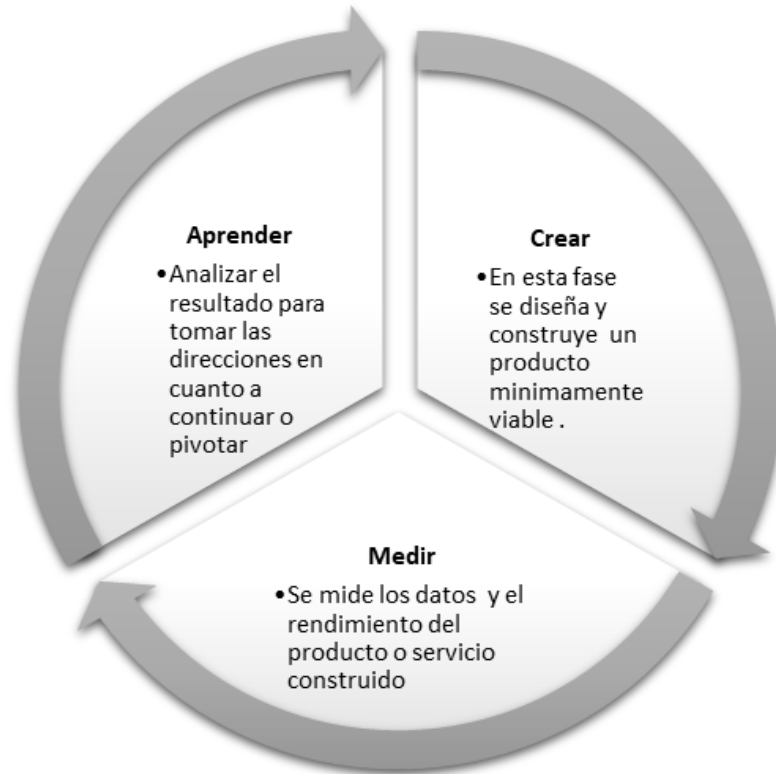 Aprender
•Analizar el
resultado para
tomar las
direcciones en
cuanto a
continuar o
pivotar
Crear
•En esta fase
se diseña y
construye un
producto
minimamente
viable .
Medir
•Se mide los datos y el
rendimiento del
producto o servicio
construido